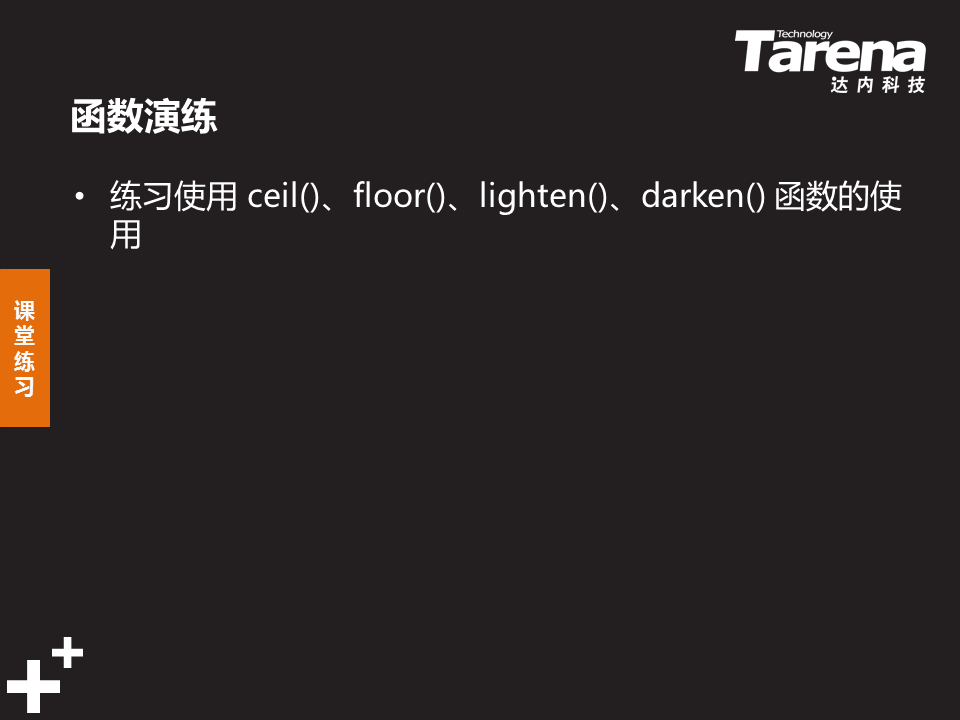 Technology
Tarena
达内科技
函数演练
• 练习使用 ceil()、floor()、lighten()、darken() 函数的使
用
课
堂
练
习